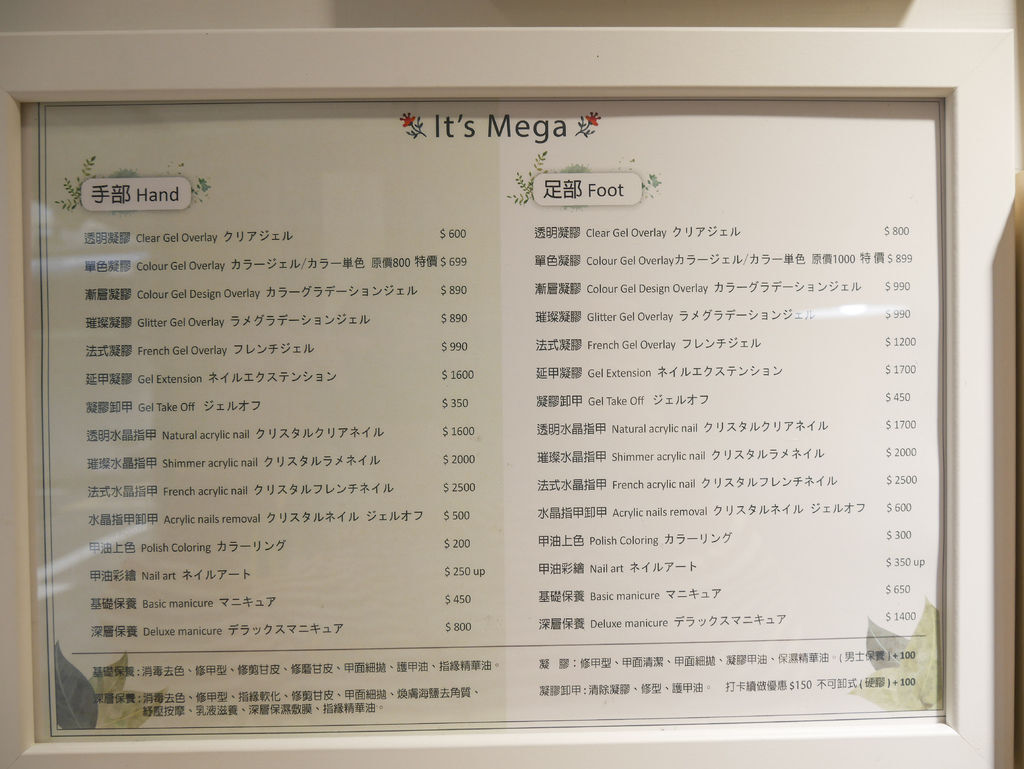 It's Mega
手部 Hand
透明凝膠 Clear Gel Overlay クリアジェル $ 600
單色凝膠 Colour Gel Overlay カラージェル/カラー単色 原價800 特價 $ 699
漸層凝膠 Colour Gel Design Overlay カラーグラデーションジェル $ 890
璀璨凝膠 Glitter Gel Overlay ラメグラデーションジェル $ 890
法式凝膠 French Gel Overlay フレンチジェル $ 990
延甲凝膠 Gel Extension ネイルエクステンション $ 1600
凝膠卸甲 Gel Take Off ジェルオフ $ 350
透明水晶指甲 Natural acrylic nail クリスタルクリアネイル $ 1600
璀璨水晶指甲 Shimmer acrylic nail クリスタルラメネイル $ 2000
法式水晶指甲 French acrylic nail クリスタルフレンチネイル $ 2500
水晶指甲卸甲 Acrylic nails removal クリスタルネイル ジェルオフ $ 500
甲油上色 Polish Coloring カラーリング $ 200
甲油彩繪 Nail art ネイルアート $ 250 up
基礎保養 Basic manicure マニキュア $ 450
深層保養 Deluxe manicure デラックスマニキュア $ 800
足部 Foot
透明凝膠 Clear Gel Overlay クリアジェル $ 800
單色凝膠 Colour Gel Overlayカラージェル/カラー単色 原價1000 特價 $ 899
漸層凝膠 Colour Gel Design Overlay カラーグラデーションジェル $ 990
璀璨凝膠 Glitter Gel Overlay ラメグラデーションジェル $ 990
法式凝膠 French Gel Overlay フレンチジェル $ 1200
延甲凝膠 Gel Extension ネイルエクステンション $ 1700
凝膠卸甲 Gel Take Off ジェルオフ $ 450
透明水晶指甲 Natural acrylic nail クリスタルクリアネイル $ 1700
璀璨水晶指甲 Shimmer acrylic nail クリスタルラメネイル $ 2000
法式水晶指甲 French acrylic nail クリスタルフレンチネイル $ 2500
水晶指甲卸甲 Acrylic nails removal クリスタルネイル ジェルオフ $ 600
甲油上色 Polish Coloring カラーリング $ 300
甲油彩繪 Nail art ネイルアート $ 350 up
基礎保養 Basic manicure マニキュア $ 650
深層保養 Deluxe manicure デラックスマニキュア $ 1400
基礎保養:消毒去色、修甲型、修剪甘皮、修磨甘皮、甲面細拋、護甲油、指緣精華油。
深層保養:消毒去色、修甲型、指緣軟化、修剪甘皮、甲面細拋、煥膚海鹽去角質、
紓壓按摩、乳液滋養、深層保濕敷膜、指緣精華油。
凝 膠:修甲型、甲面清潔、甲面細拋、凝膠甲油、保濕精華油。( 男士保養 ) + 100
凝膠卸甲:清除凝膠、修型、護甲油。 打卡續做優惠 $150 不可卸式 ( 硬膠 ) + 100